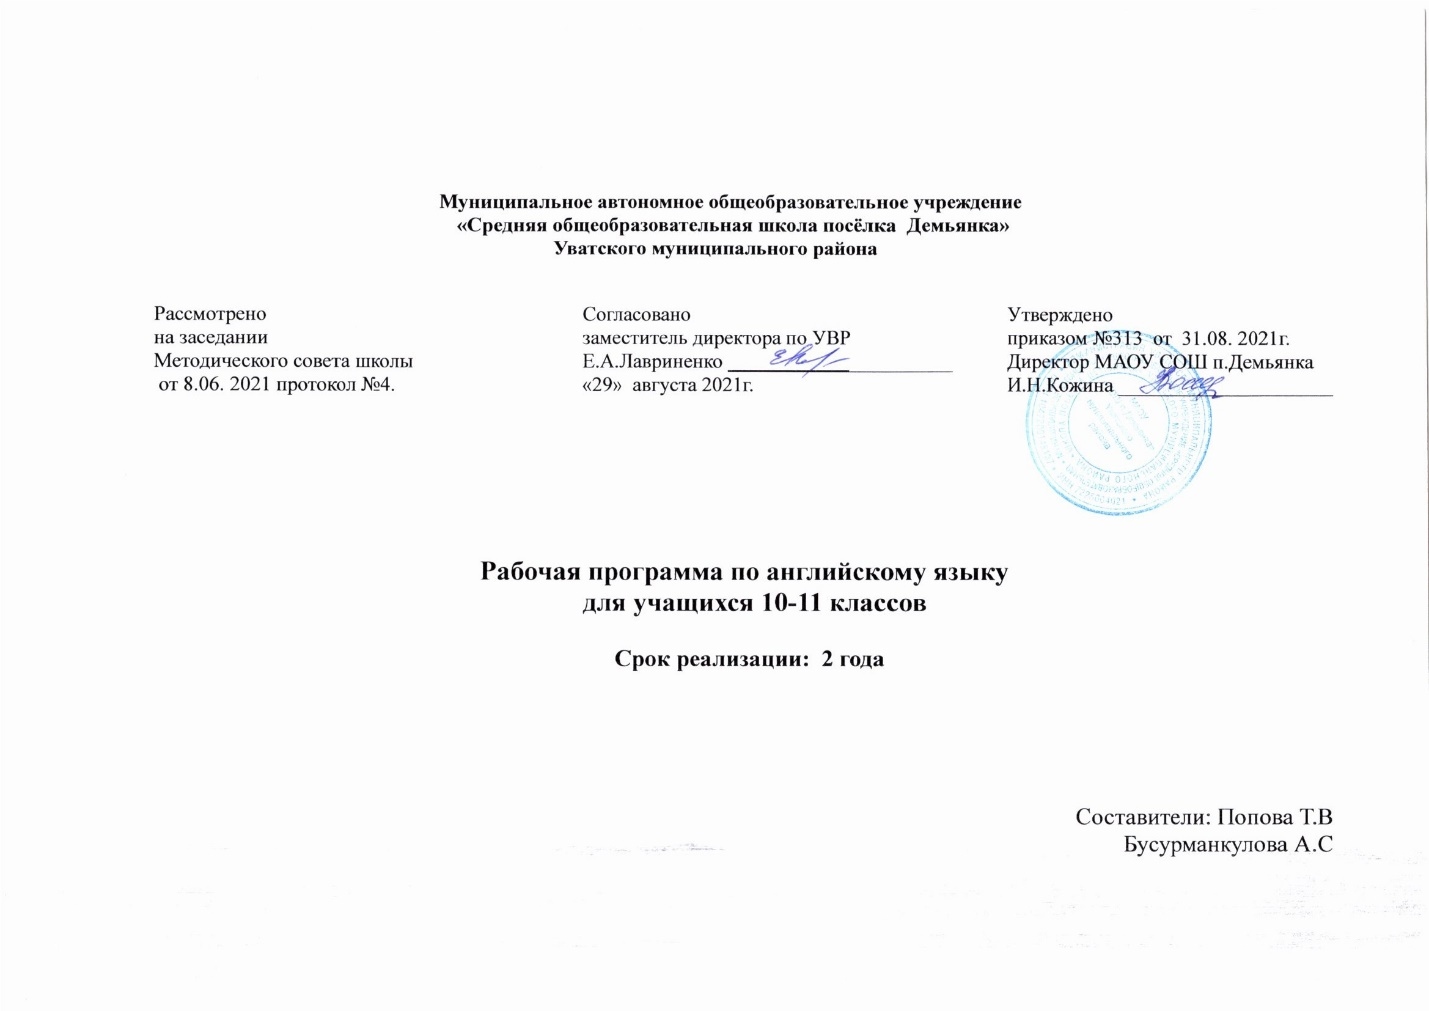 Муниципальное автономное общеобразовательное учреждение
«Средняя общеобразовательная школа посёлка Демьянка»
Уватского муниципального района
Рассмотрено
на заседании
Методического совета школы
от 8.06. 2021 протокол №4.
Согласовано
заместитель директора по УВР
Е.А.Лавриненко
«29» августа 2021г.
Утверждено
приказом №313 от 31.08. 2021г.
Директор МАОУ СОШ п.Демьянка
И.Н.Кожина
Рабочая программа по английскому языку
для учащихся 10-11 классов
Срок реализации: 2 года
Составители: Попова Т.В
Бусурманкулова А.С